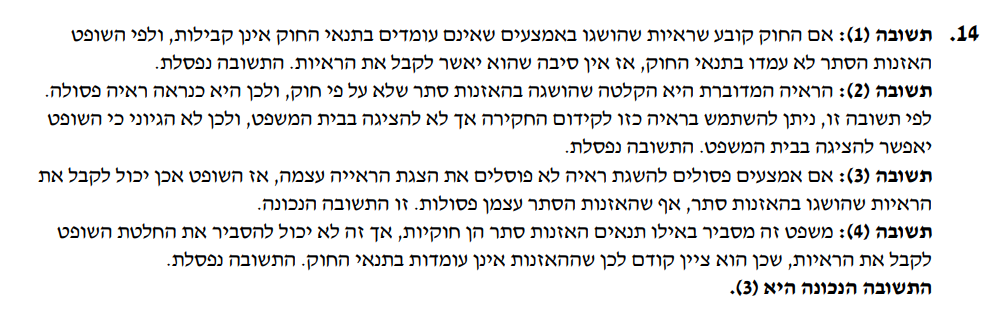 14. תשובה (1): אם החוק קובע שראיות שהושגו באמצעים שאינם עומדים בתנאי החוק אינן קבילות, ולפי השופט
האזנות הסתר לא עמדו בתנאי החוק, אז אין סיבה שהוא יאשר לקבל את הראיות. התשובה נפסלת.
תשובה (2): הראיה המדוברת היא הקלטה שהושגה בהאזנות סתר שלא על פי חוק, ולכן היא כנראה ראיה פסולה.
לפי תשובה זו, ניתן להשתמש בראיה כזו לקידום החקירה אך לא להציגה בבית המשפט, ולכן לא הגיוני כי השופט
יאפשר להציגה בבית המשפט. התשובה נפסלת.
תשובה (3): אם אמצעים פסולים להשגת ראיה לא פוסלים את הצגת הראייה עצמה, אז השופט אכן יכול לקבל את
הראיות שהושגו בהאזנות סתר, אף שהאזנות הסתר עצמן פסולות. זו התשובה הנכונה.
תשובה (4): משפט זה מסביר באילו תנאים האזנות סתר הן חוקיות, אך זה לא יכול להסביר את החלטת השופט
לקבל את הראיות, שכן הוא ציין קודם לכן שההאזנות אינן עומדות בתנאי החוק. התשובה נפסלת.
התשובה הנכונה היא (3).